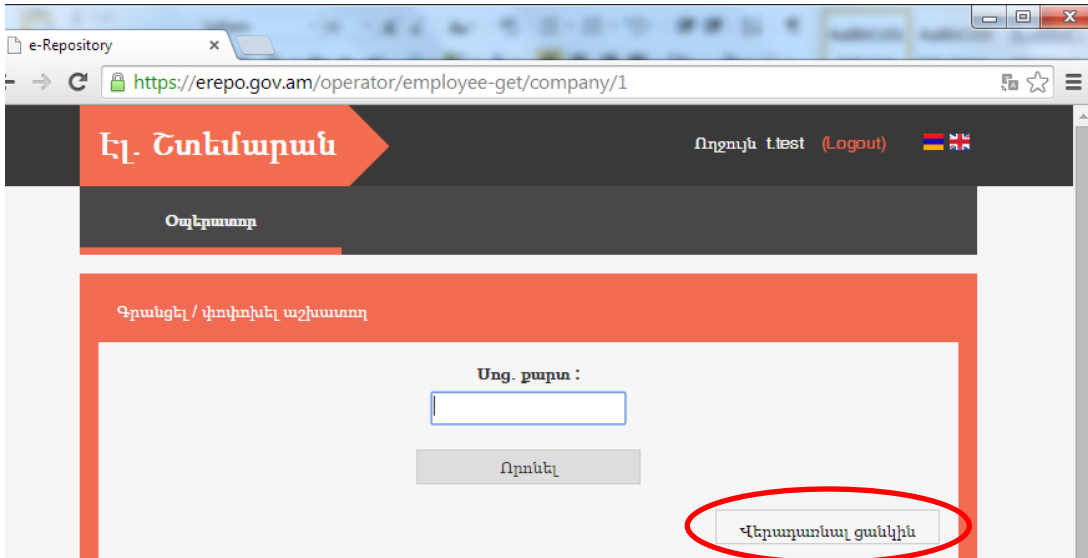 e-Repository
https://erepo.gov.am/operator/employee-get/company/1
Էլ. Շտեմարան
Ողջույն t.test (Logout)
Օպերատոր
Գրանցել / փոփոխել աշխատող
Սոց. քարտ :
Որոնել
Վերադառնալ ցանկին